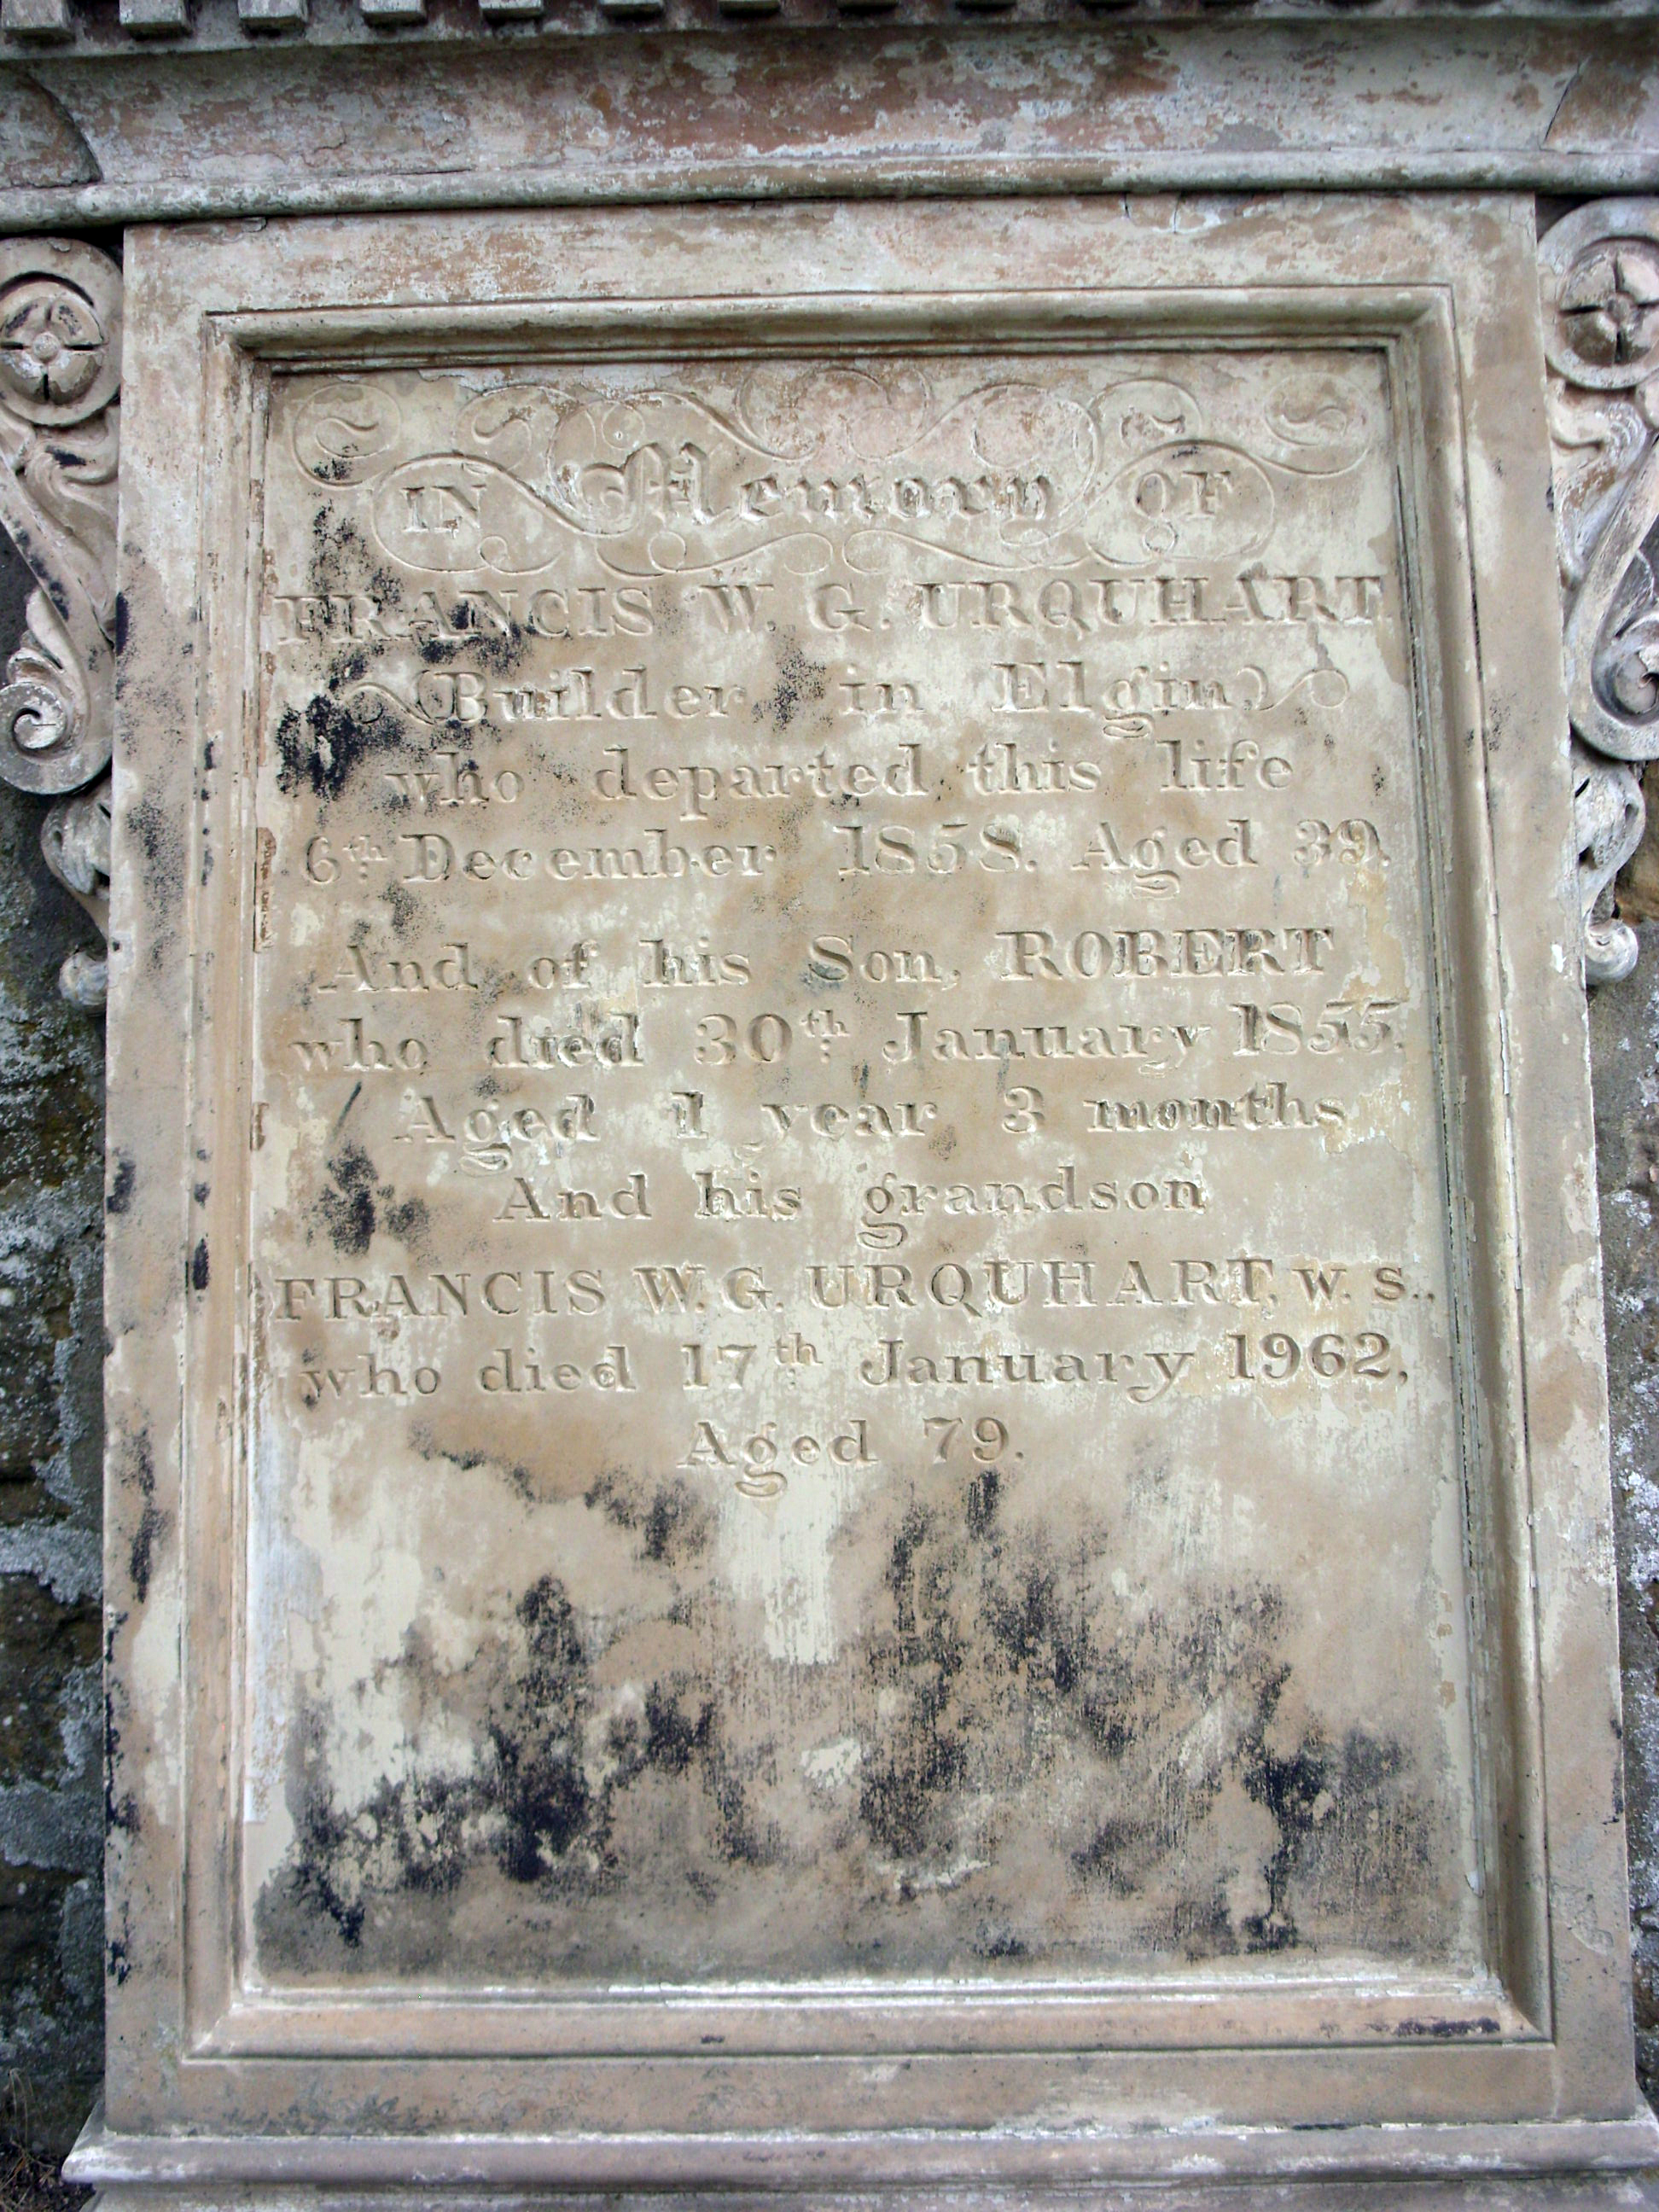 IN Memory OF
FRANCIS W. G. URQUHART
(Builder in Elgin,)
who departed this life
6th December 1858. Aged 39.
And of his Son, ROBERT
who died 30th January 1855.
Aged 1 year 3 months
And his grandson
FRANCIS W. G. URQUHART, W. S.,
who died 17th January 1962,
Aged 79.